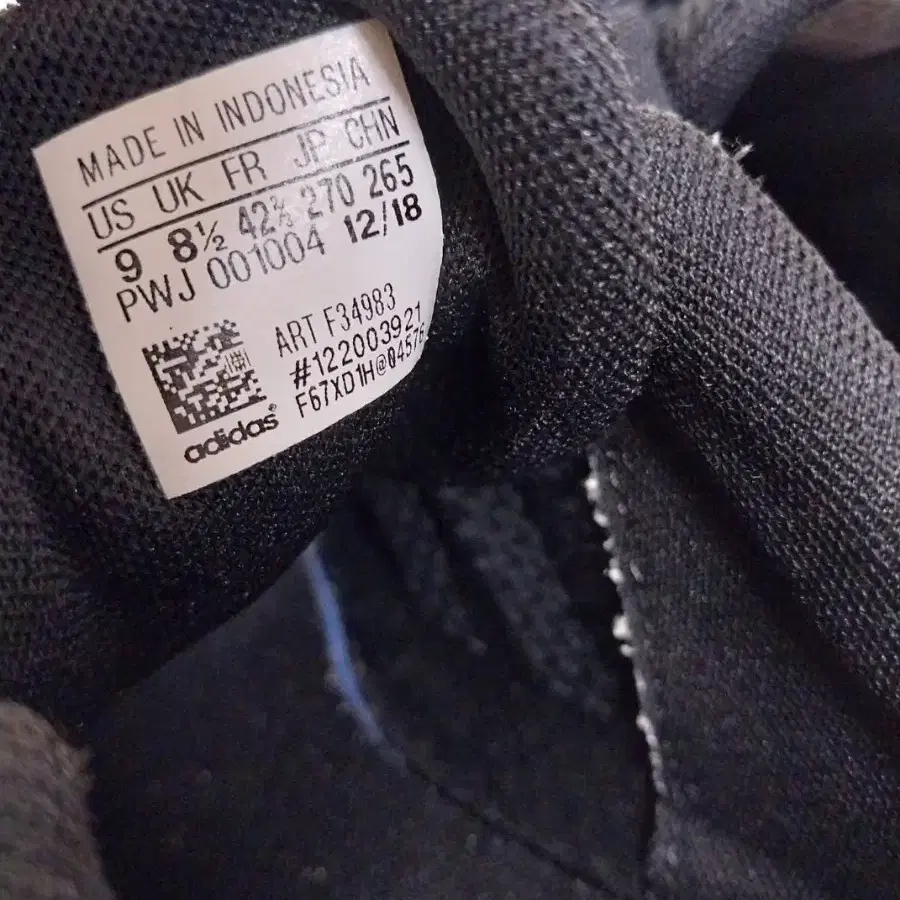 MADE IN INDONESIA
US UK FR JP CHN
9 8½ 42⅔ 270 265
PWJ 001004 12/18
ART F34983
#122003921
F67XD1H@04576
adidas